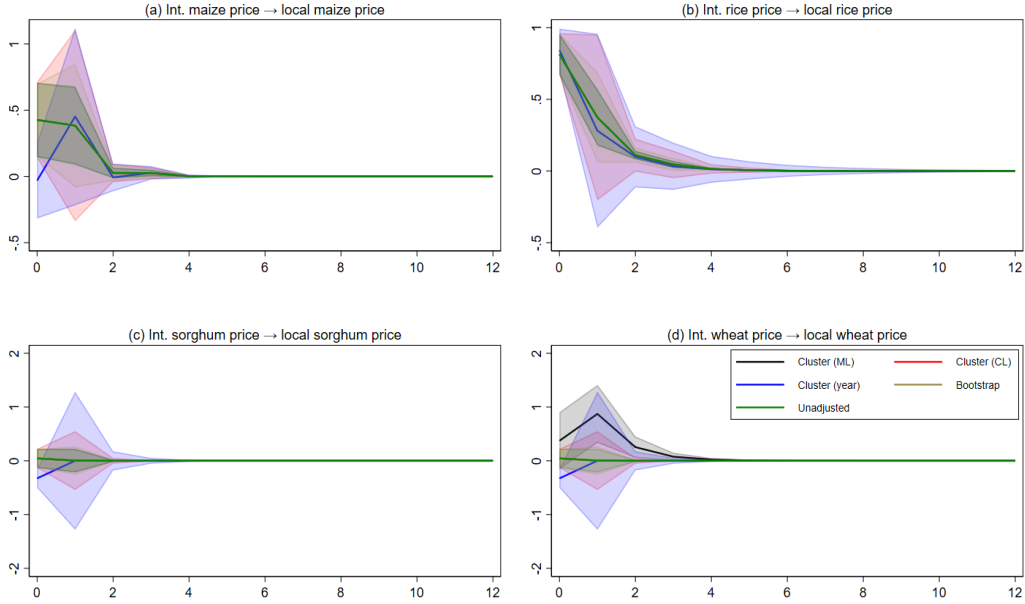 (a) Int. maize price → local maize price
1
.5
0
-.5
0 2 4 6 8 10 12
(b) Int. rice price → local rice price
1
.5
0
-.5
0 2 4 6 8 10 12
(c) Int. sorghum price → local sorghum price
2
1
0
-1
-2
0 2 4 6 8 10 12
(d) Int. wheat price → local wheat price
2
1
0
-1
-2
0 2 4 6 8 10 12
Cluster (ML) Cluster (CL)
Cluster (year) Bootstrap
Unadjusted